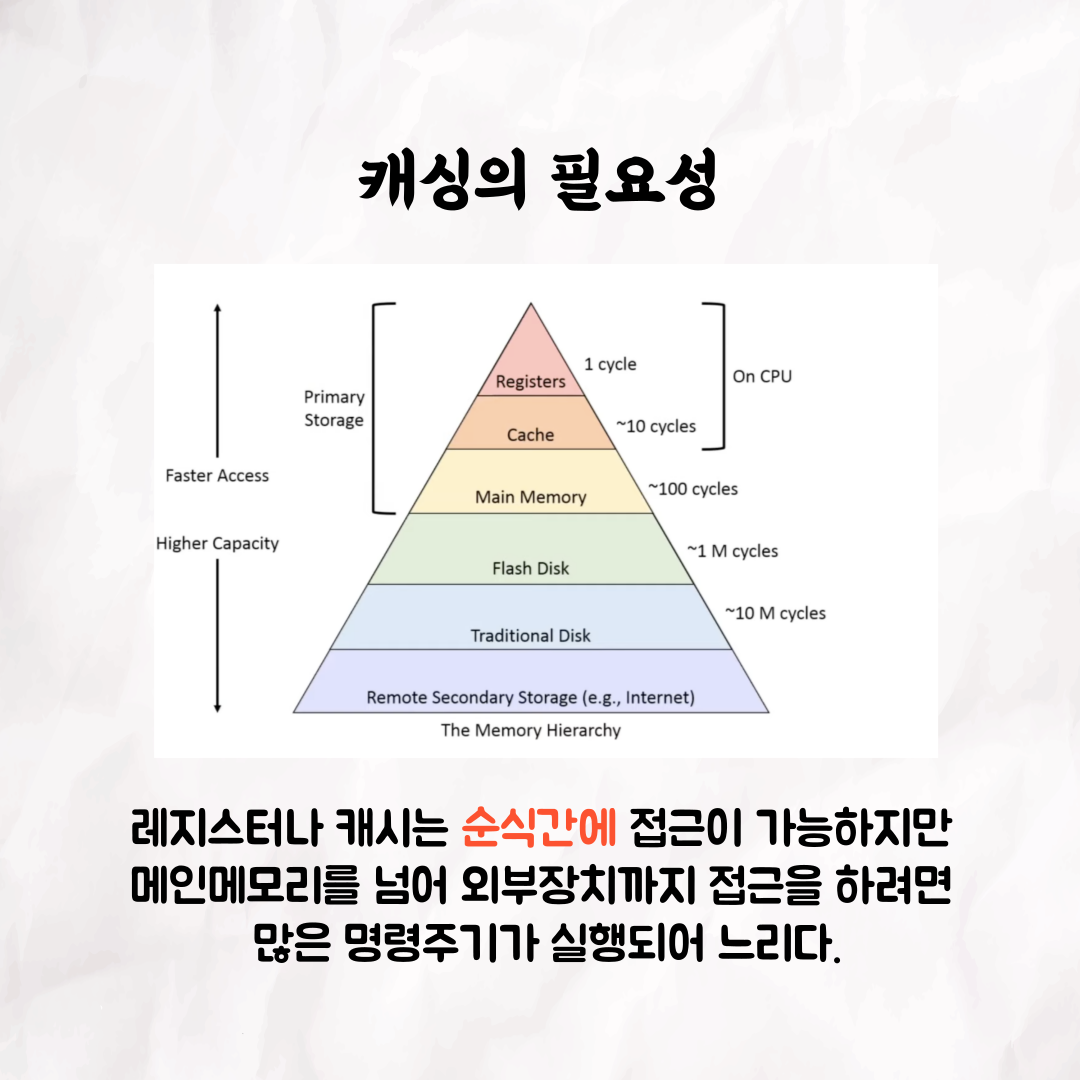 캐싱의 필요성
Primary
Storage
Faster Access
Higher Capacity
Registers
1 cycle
On CPU
Cache
~10 cycles
Main Memory
~100 cycles
Flash Disk
~1 M cycles
Traditional Disk
~10 M cycles
Remote Secondary Storage (e.g., Internet)
The Memory Hierarchy
레지스터나 캐시는 순식간에 접근이 가능하지만
메인메모리를 넘어 외부장치까지 접근을 하려면
많은 명령주기가 실행되어 느리다.